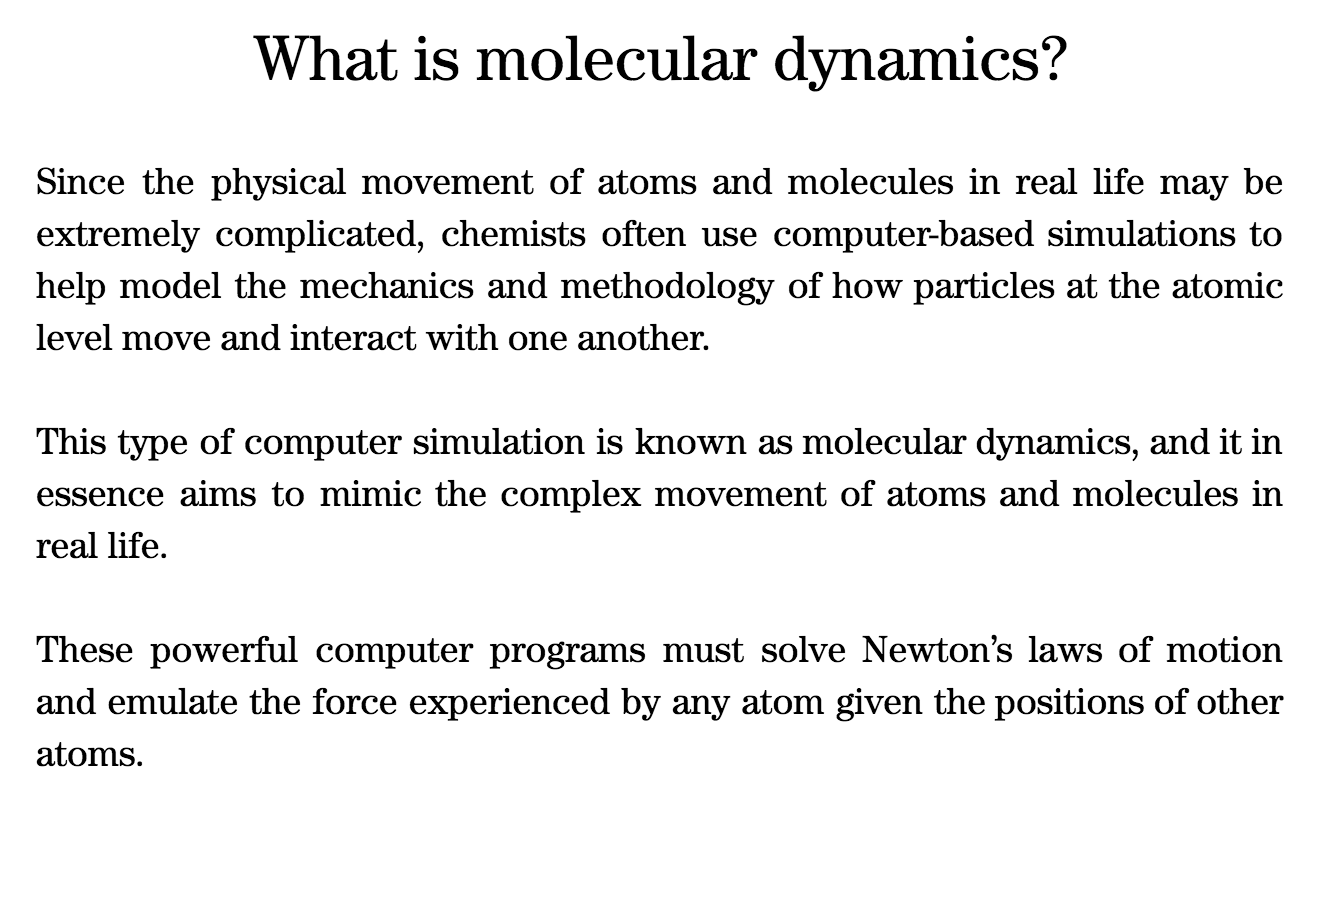 What is molecular dynamics?
Since the physical movement of atoms and molecules in real life may be
extremely complicated, chemists often use computer-based simulations to
help model the mechanics and methodology of how particles at the atomic
level move and interact with one another.
This type of computer simulation is known as molecular dynamics, and it in
essence aims to mimic the complex movement of atoms and molecules in
real life.
These powerful computer programs must solve Newton’s laws of motion
and emulate the force experienced by any atom given the positions of other
atoms.